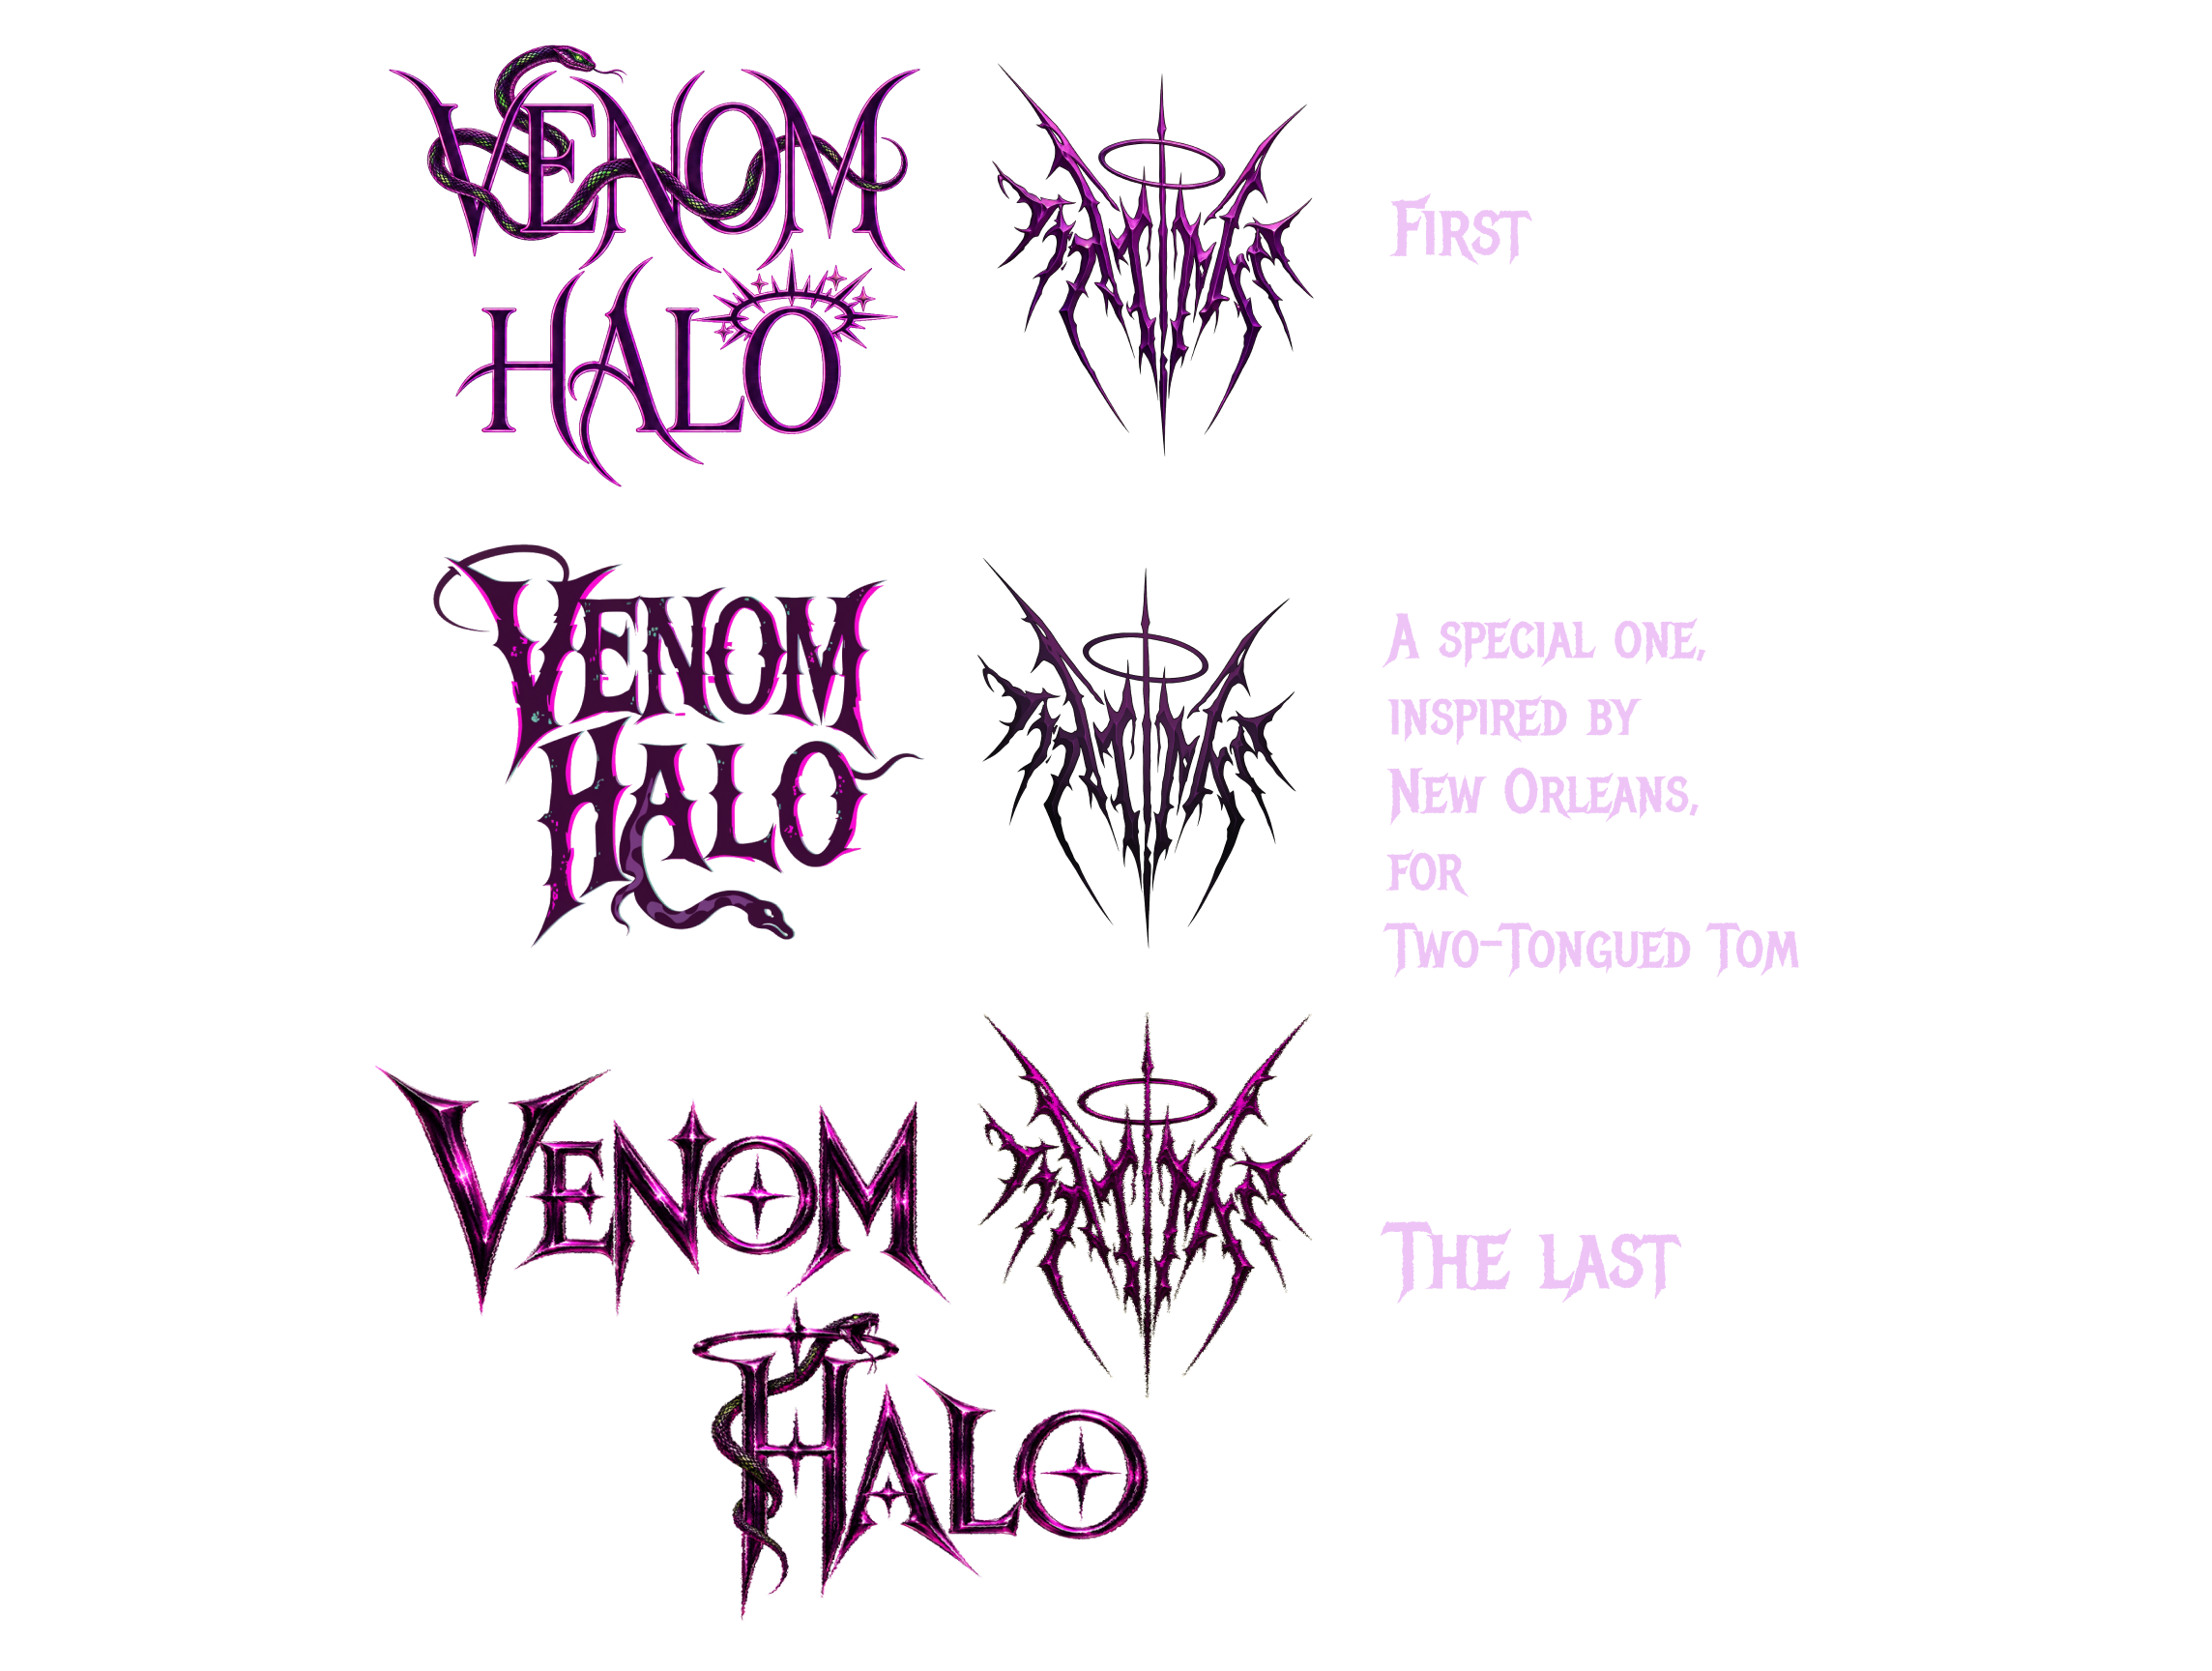 VENOM
HALO
First
VENOM
HALO
A special one,
inspired by
New Orleans,
for
Two-Tongued Tom
VENOM
HALO
The last